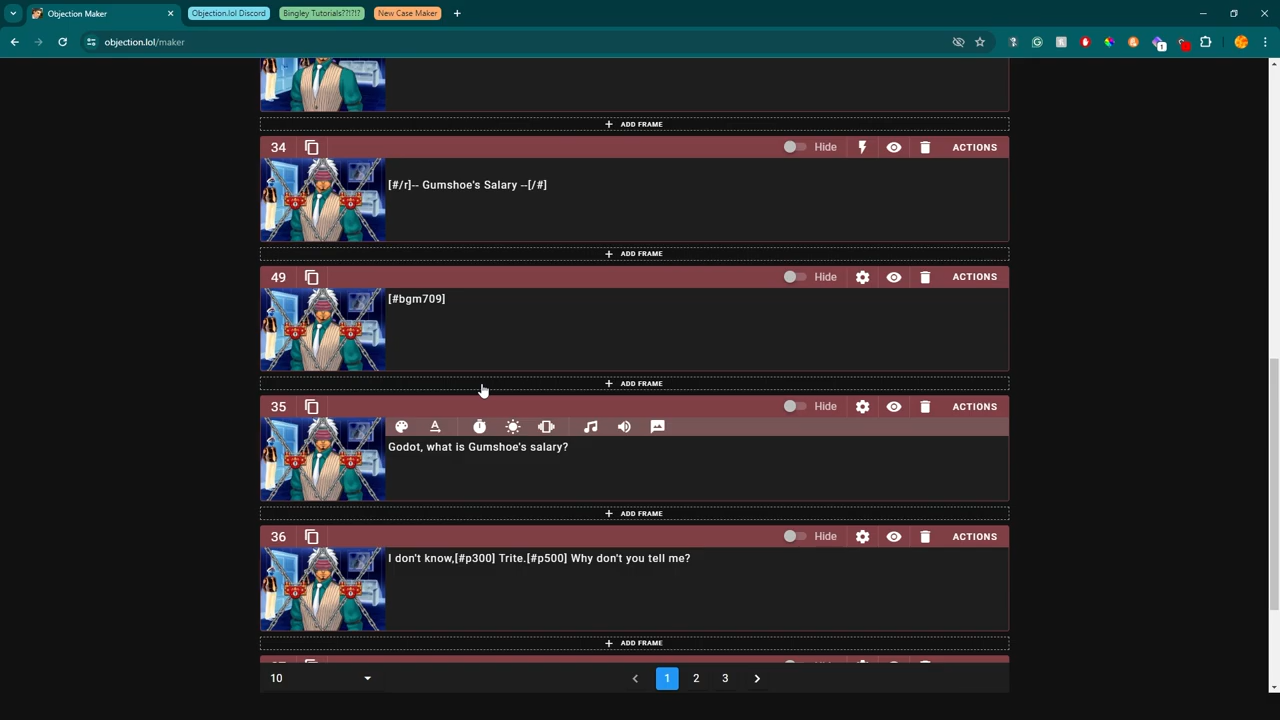 Objection Maker
Objection.lol Discord
Bingley Tutorials??!?!?
New Case Maker
objection.lol/maker
1
ADD FRAME
34
Hide
ACTIONS
[#/r]-- Gumshoe's Salary --[/#]
ADD FRAME
49
Hide
ACTIONS
[#bgm709]
ADD FRAME
35
Hide
ACTIONS
Godot, what is Gumshoe's salary?
ADD FRAME
36
Hide
ACTIONS
I don't know,[#p300] Trite.[#p500] Why don't you tell me?
ADD FRAME
10
1
2
3